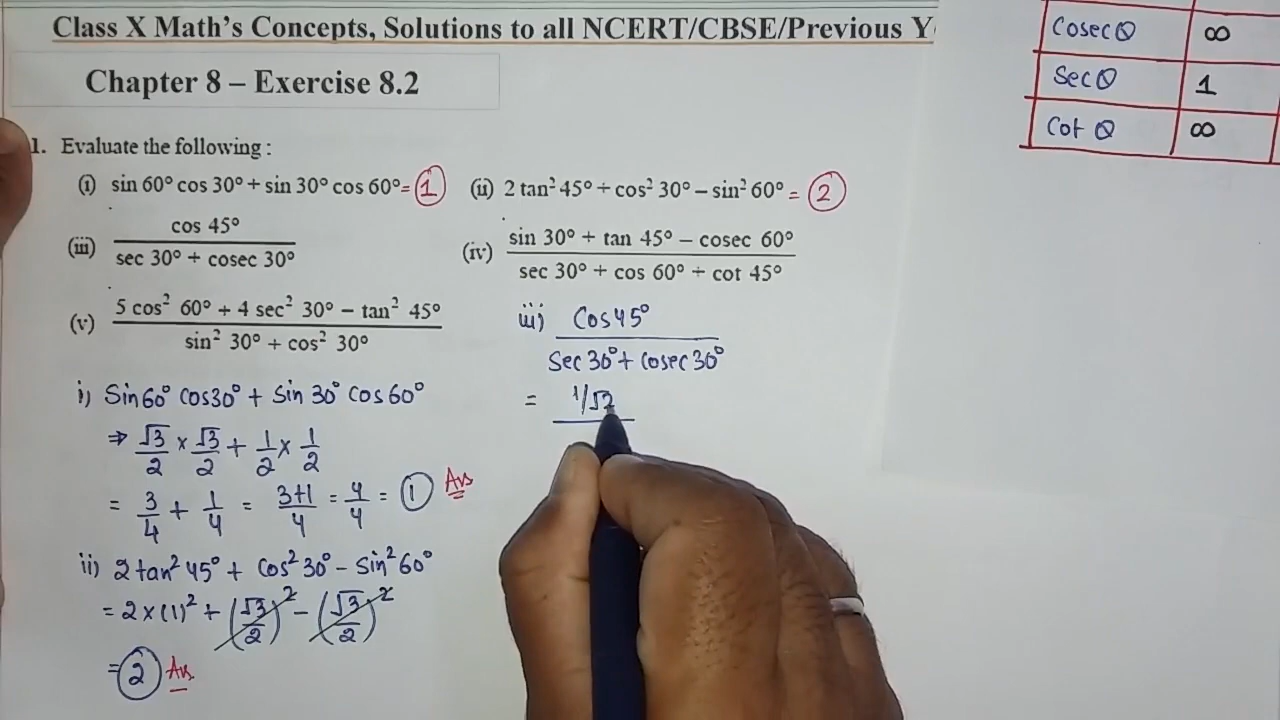 Class X Math's Concepts, Solutions to all NCERT/CBSE/Previous Y
Chapter 8 – Exercise 8.2
1. Evaluate the following :
(i) sin 60° cos 30° + sin 30° cos 60° = 1
(ii) 2 tan² 45° + cos² 30° – sin² 60° = 2
(iii) cos 45°
sec 30° + cosec 30°
(iv) sin 30° + tan 45° – cosec 60°
sec 30° + cos 60° + cot 45°
(v) 5 cos² 60° + 4 sec² 30° – tan² 45°
sin² 30° + cos² 30°
i) Sin60° cos30° + Sin 30° cos60°
⇒ √3/2 × √3/2 + 1/2 × 1/2
= 3/4 + 1/4 = 3+1/4 = 4/4 = 1 Ans
ii) 2tan² 45° + cos² 30° – Sin² 60°
= 2 × (1)² + (√3/2)² – (√3/2)²
= 2 Ans
iii) Cos45°
Sec 30° + Cosec 30°
= 1/√2
Cosec θ ∞
Sec θ 1
Cot θ ∞